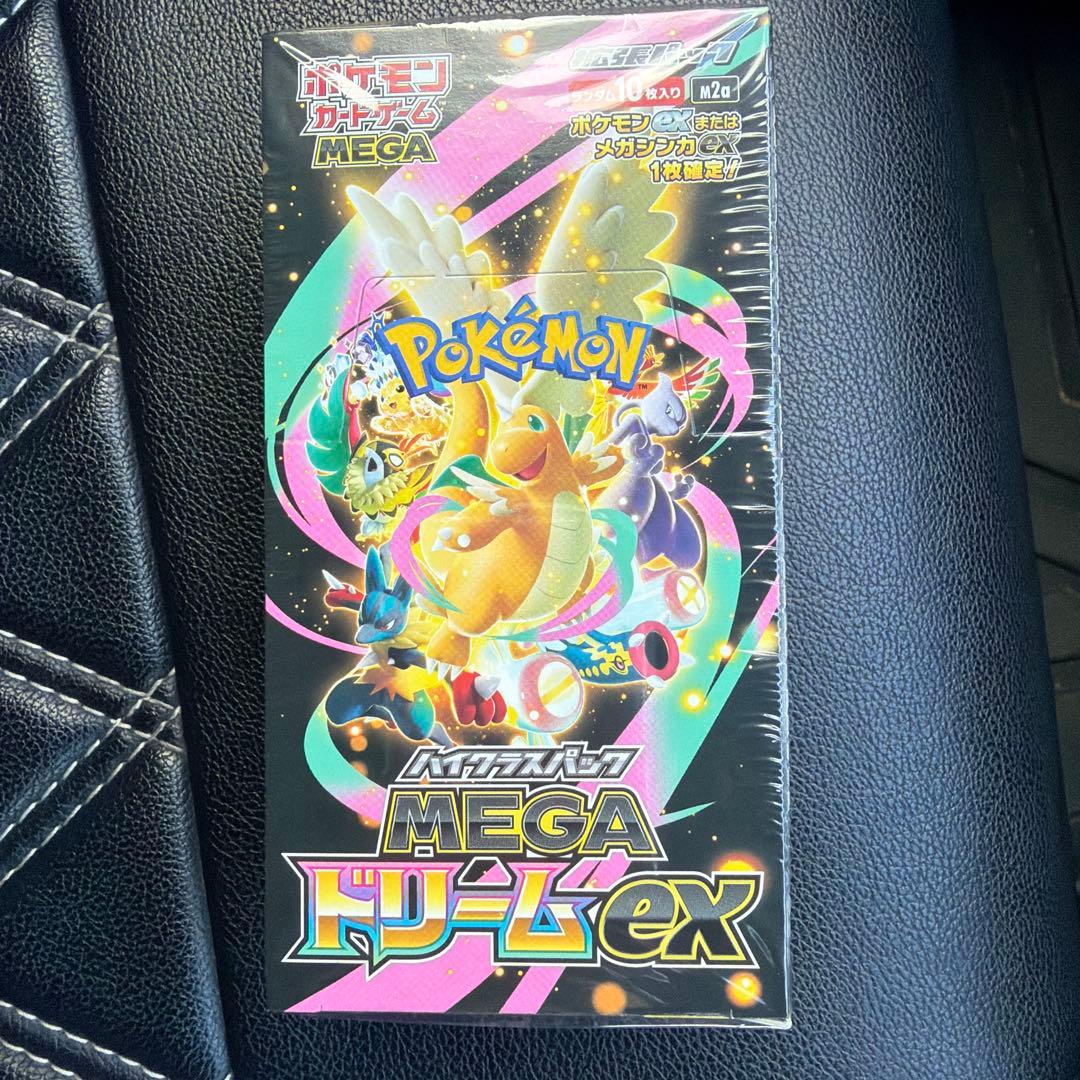 ポケモン
カードゲーム
MEGA
拡張パック
ランダム10枚入り
M2a
ポケモンexまたは
メガシンカex
1枚確定!
POKéMON
TM
ハイクラスパック
MEGA
ドリームex